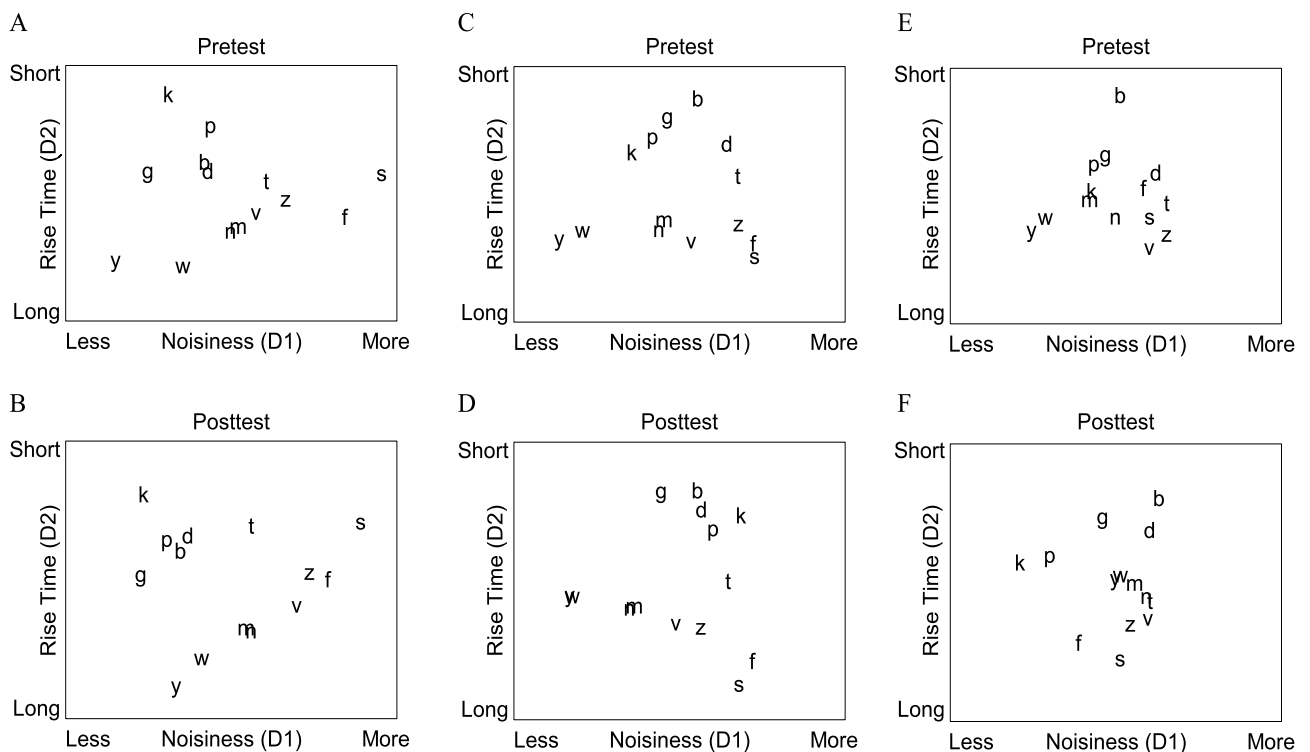 A
Pretest
Short
k
p
b
g
d
t
s
z
v
f
m
n
y
w
Rise Time (D2)
Long
Less Noisiness (D1) More
C
Pretest
Short
b
g
p
d
k
t
m
z
w
n
y
v
f
s
Rise Time (D2)
Long
Less Noisiness (D1) More
E
Pretest
Short
b
g
p
d
f
k
m
t
w
n
s
y
z
v
Rise Time (D2)
Long
Less Noisiness (D1) More
B
Posttest
Short
k
t
s
d
p
b
g
z
f
v
m
n
w
y
Rise Time (D2)
Long
Less Noisiness (D1) More
D
Posttest
Short
g
b
d
k
p
t
y
w
m
n
v
z
f
s
Rise Time (D2)
Long
Less Noisiness (D1) More
F
Posttest
Short
b
g
d
p
k
w
y
m
n
t
v
z
f
s
Rise Time (D2)
Long
Less Noisiness (D1) More